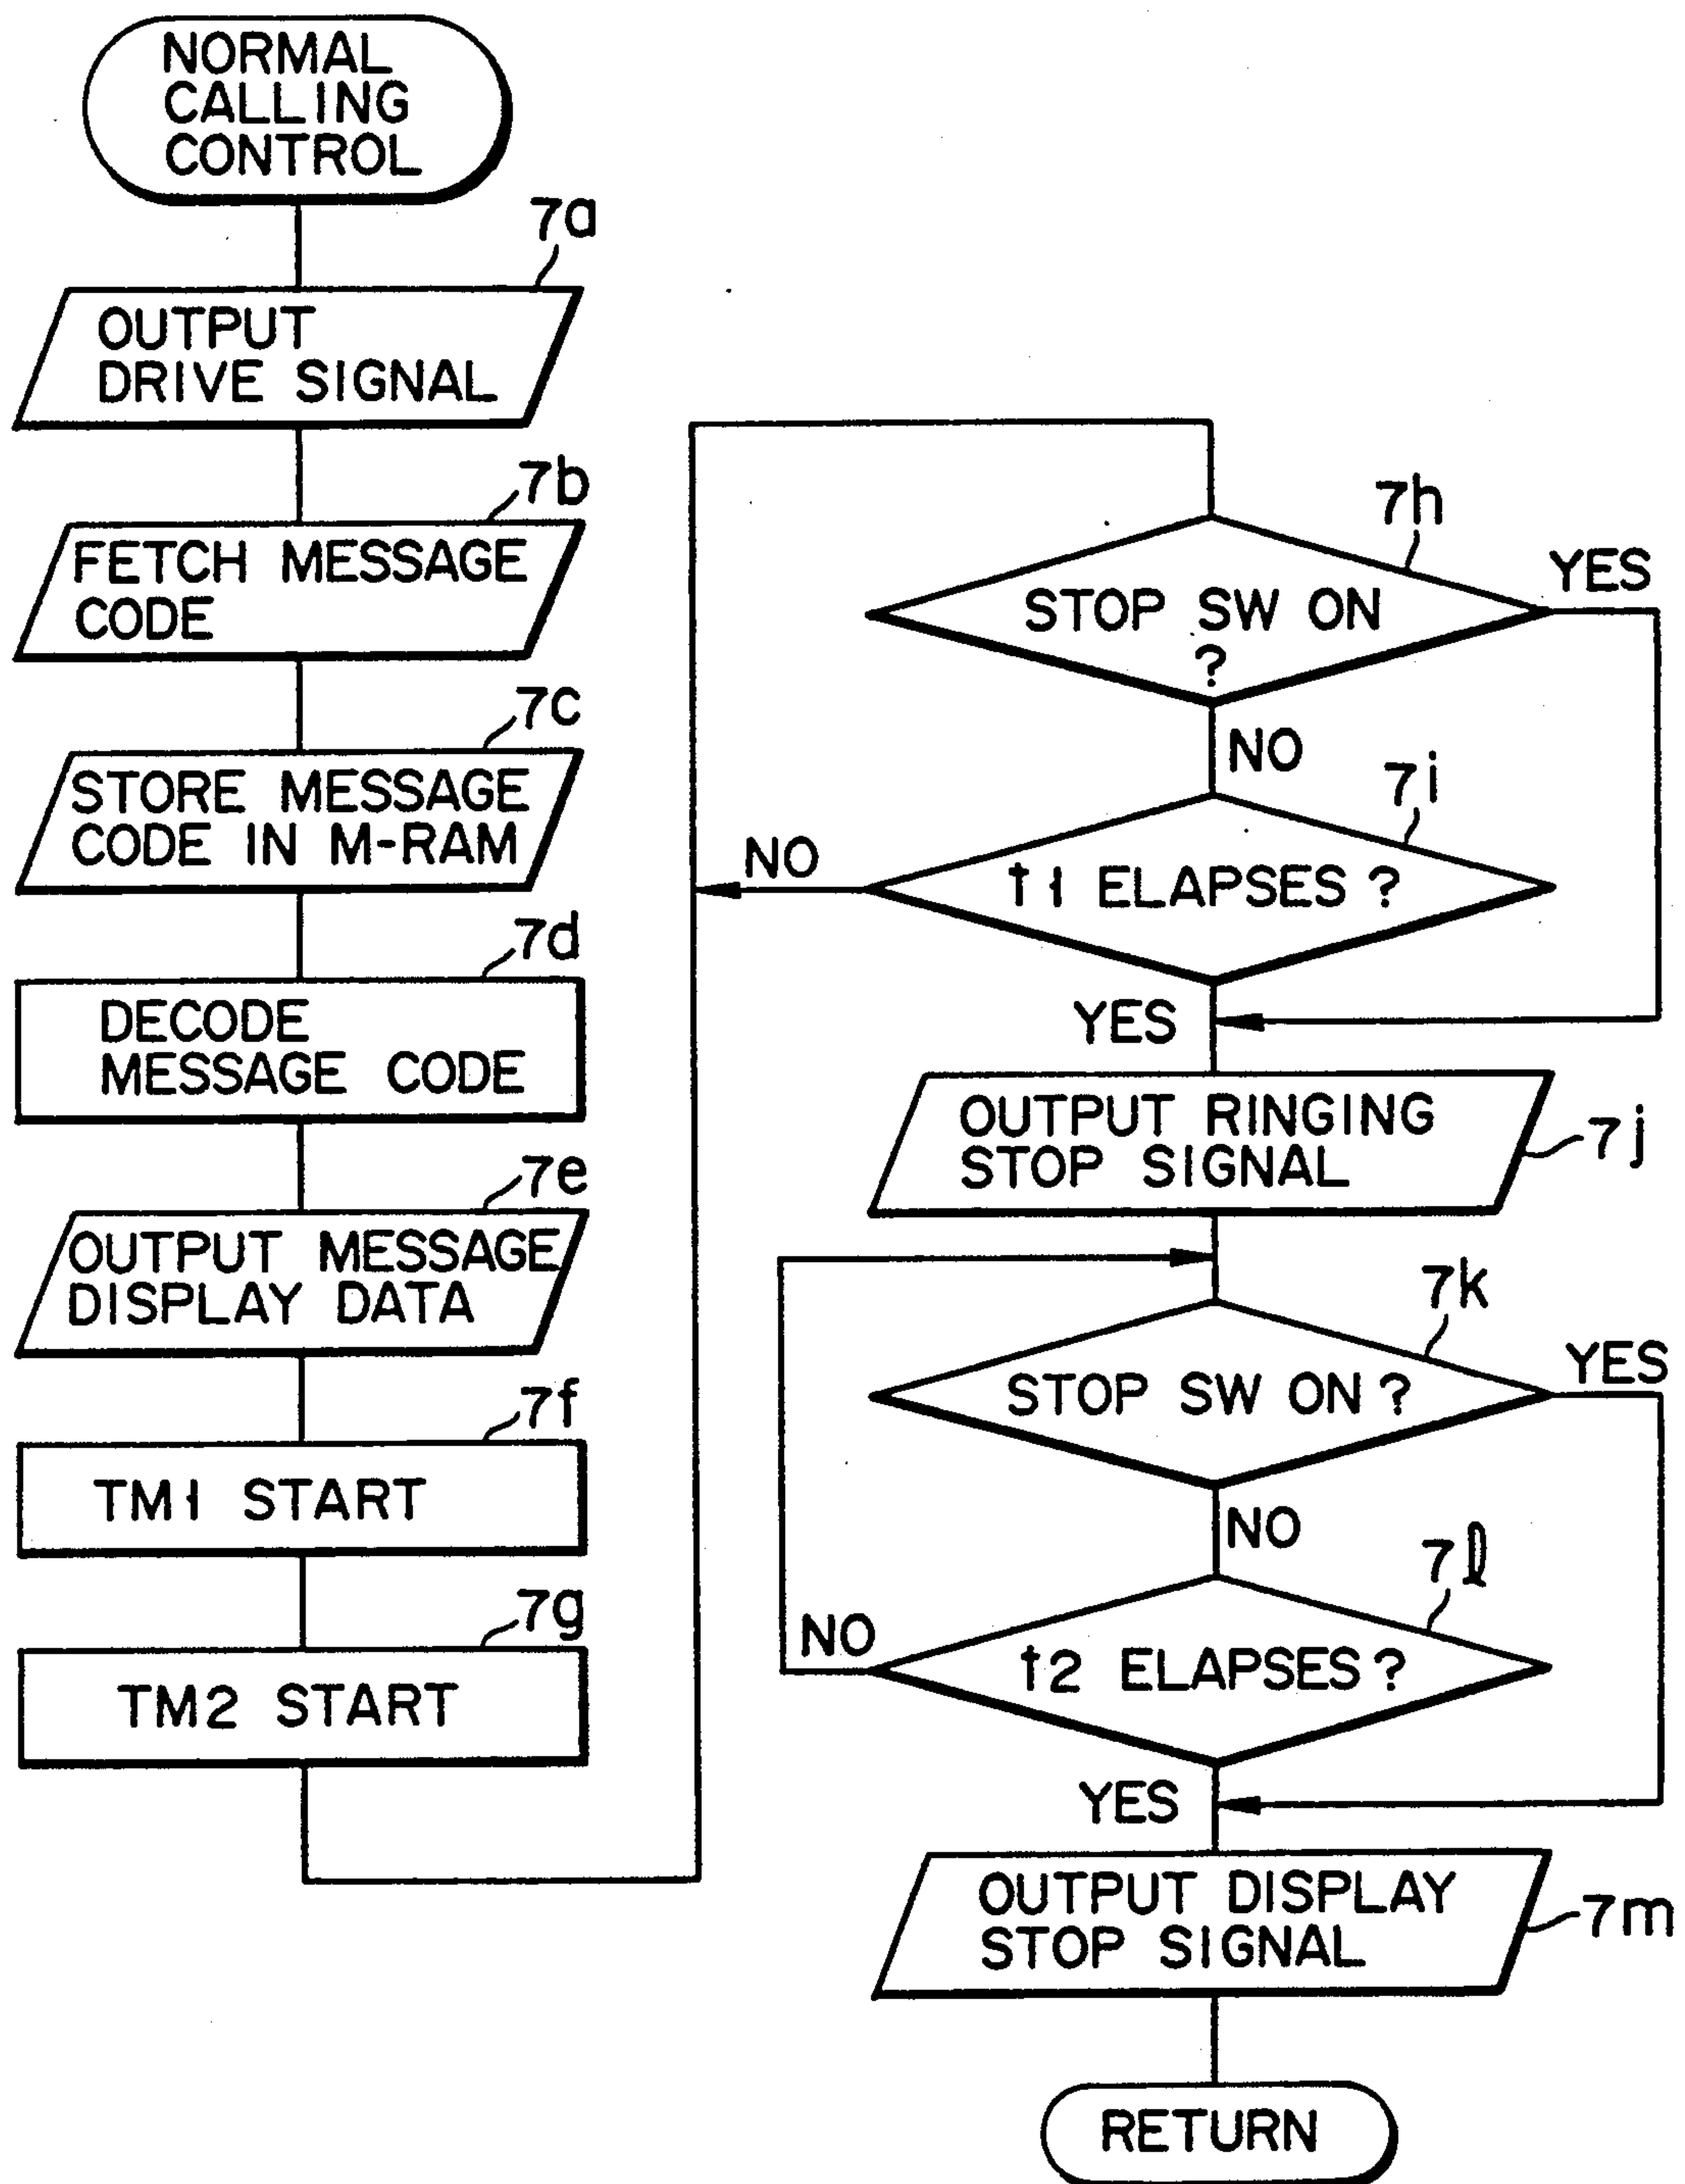 NORMAL
CALLING
CONTROL
7a
OUTPUT
DRIVE SIGNAL
7b
FETCH MESSAGE
CODE
7c
STORE MESSAGE
CODE IN M-RAM
7d
DECODE
MESSAGE CODE
7e
OUTPUT MESSAGE
DISPLAY DATA
7f
TM1 START
7g
TM2 START
7h
STOP SW ON
?
YES
NO
7i
t1 ELAPSES ?
NO
YES
OUTPUT RINGING
STOP SIGNAL
7j
7k
STOP SW ON ?
YES
NO
7l
t2 ELAPSES ?
NO
YES
OUTPUT DISPLAY
STOP SIGNAL
7m
RETURN